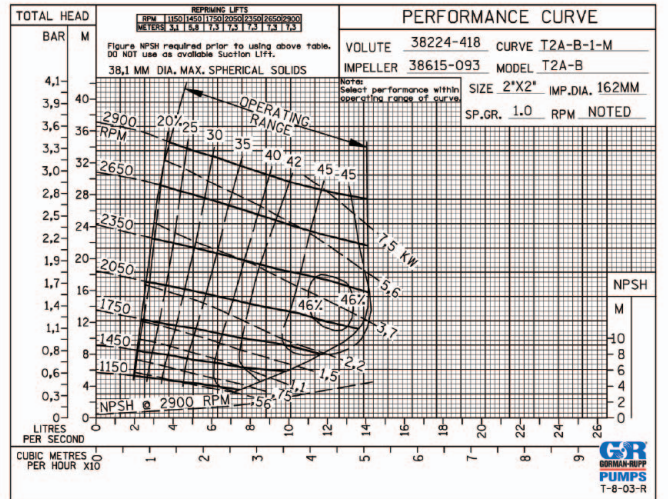 TOTAL HEAD
BAR M
REPRIMING LIFTS
RPM 1150 1450 1750 2050 2350 2650 2900
METERS 3,1 5,8 7,3 7,3 7,3 7,3 7,3
Figure NPSH required prior to using above table.
DO NOT use as available Suction Lift.
38,1 MM DIA. MAX. SPHERICAL SOLIDS
PERFORMANCE CURVE
VOLUTE 38224-418 CURVE T2A-B-1-M
IMPELLER 38615-093 MODEL T2A-B
Note:
Select performance within
operating range of curve.
SIZE 2"X2" IMP.DIA. 162MM
SP.GR. 1.0 RPM NOTED
4,1
3,9
3,6
3,3
3,0
2,8
2,5
2,2
1,9
1,7
1,4
1,1
0,8
0,6
0,3
0
40
36
32
28
24
20
16
12
8
4
0
OPERATING
RANGE
2900
RPM
20% 25 30 35 40 42 45 45
2650
2350
2050
1750
1450
1150
46% 46%
7,5 KW
5,6
3,7
2,2
1,5
1,1
,75
,56
NPSH @ 2900 RPM
NPSH
M
10
8
6
4
2
0
LITRES
PER SECOND
0 2 4 6 8 10 12 14 16 18 20 22 24 26
CUBIC METRES
PER HOUR X10
0 1 2 3 4 5 6 7 8 9
GR
GORMAN-RUPP
PUMPS
T-8-03-R